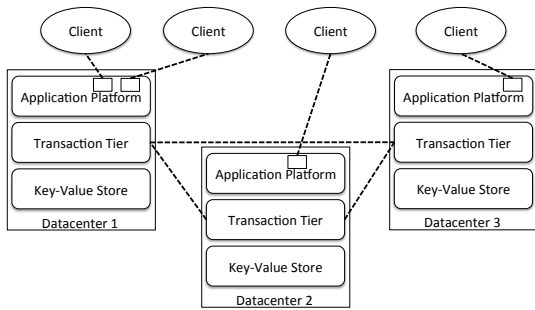 Client
Client
Client
Client
Application Platform
Transaction Tier
Key-Value Store
Datacenter 1
Application Platform
Transaction Tier
Key-Value Store
Datacenter 2
Application Platform
Transaction Tier
Key-Value Store
Datacenter 3